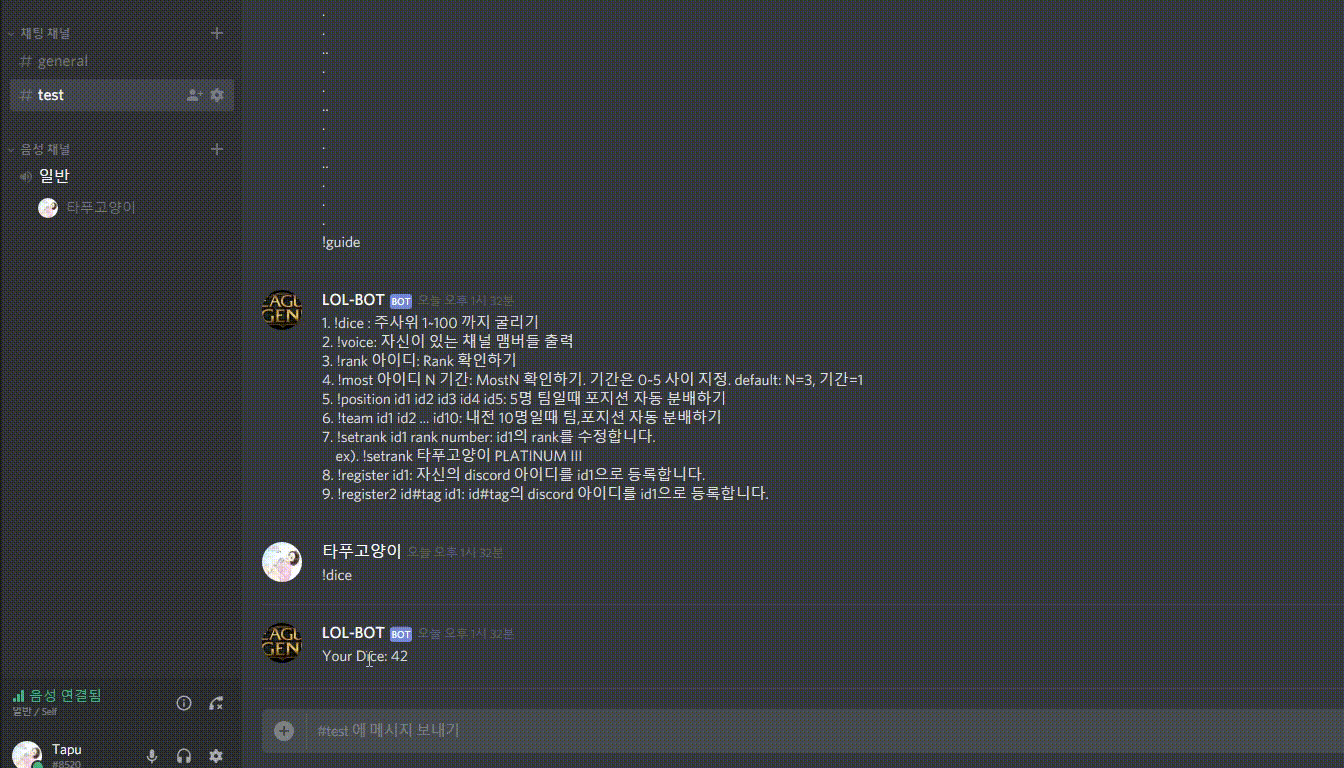 채팅 채널
# general
# test
음성 채널
일반
타푸고양이
음성 연결됨
일반 / Self
Tapu
#8520
.
.
..
.
.
..
.
.
..
.
.
.
!guide
LOL-BOT BOT 오늘 오후 1시 32분
1. !dice : 주사위 1~100 까지 굴리기
2. !voice: 자신이 있는 채널 맴버들 출력
3. !rank 아이디: Rank 확인하기
4. !most 아이디 N 기간: MostN 확인하기. 기간은 0-5 사이 지정. default: N=3, 기간=1
5. !position id1 id2 id3 id4 id5: 5명 팀일때 포지션 자동 분배하기
6. !team id1 id2 ... id10: 내전 10명일때 팀,포지션 자동 분배하기
7. !setrank id1 rank number: id1의 rank를 수정합니다.
ex). !setrank 타푸고양이 PLATINUM III
8. !register id1: 자신의 discord 아이디를 id1으로 등록합니다.
9. !register2 id#tag id1: id#tag의 discord 아이디를 id1으로 등록합니다.
타푸고양이 오늘 오후 1시 32분
!dice
LOL-BOT BOT 오늘 오후 1시 32분
Your Dice: 42
#test 에 메시지 보내기